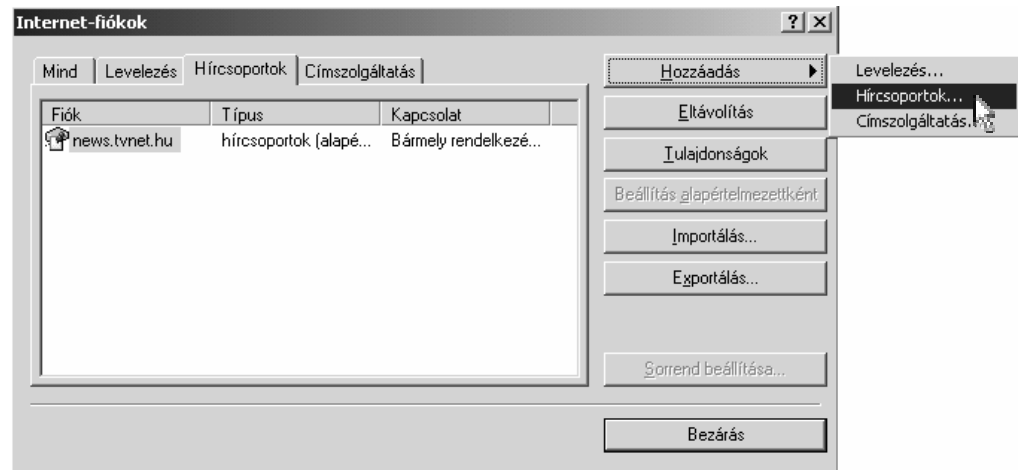 Internet-fiókok
Mind Levelezés Hírcsoportok Címszolgáltatás
Fiók Típus Kapcsolat
news.tvnet.hu hírcsoportok (alapé... Bármely rendelkezé...
Hozzáadás
Eltávolítás
Tulajdonságok
Beállítás alapértelmezettként
Importálás...
Exportálás...
Sorrend beállítása...
Bezárás
Levelezés...
Hírcsoportok...
Címszolgáltatás...